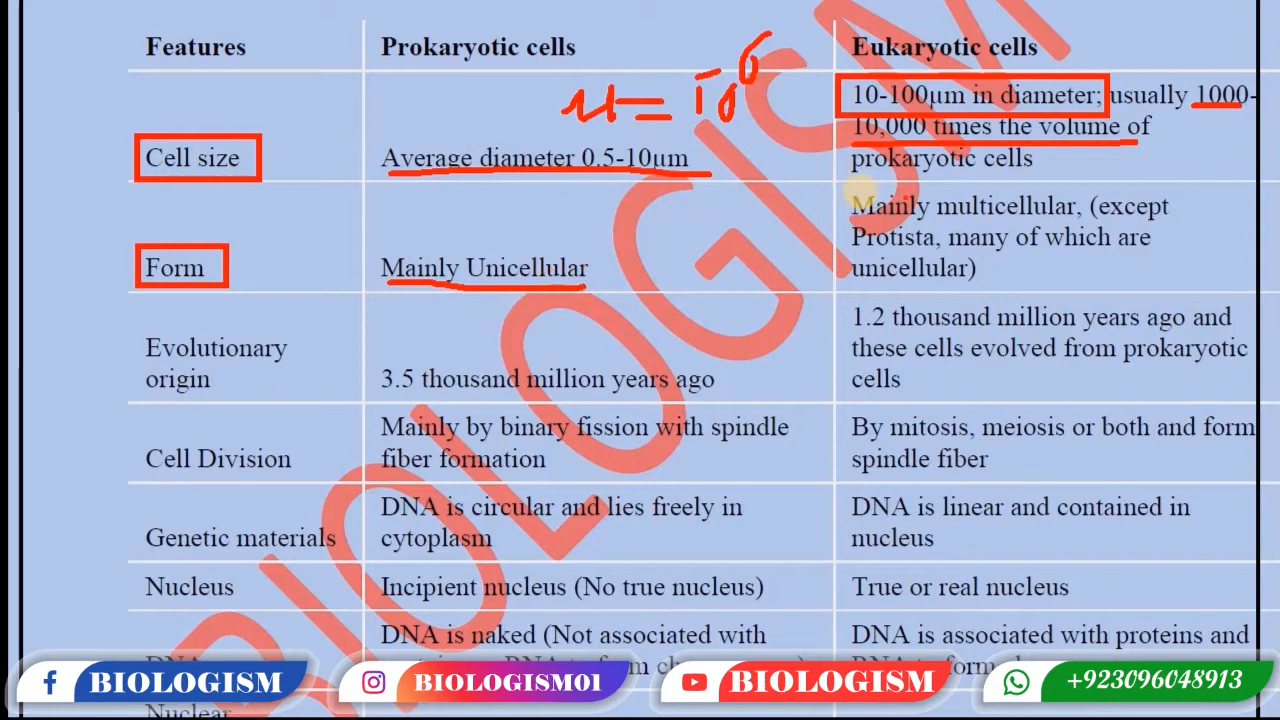 Features Prokaryotic cells Eukaryotic cells
μ = 10^6
10-100µm in diameter; usually 1000-
10,000 times the volume of
Cell size Average diameter 0.5-10µm prokaryotic cells
Mainly multicellular, (except
Protista, many of which are
Form Mainly Unicellular unicellular)
1.2 thousand million years ago and
Evolutionary these cells evolved from prokaryotic
origin 3.5 thousand million years ago cells
Mainly by binary fission with spindle By mitosis, meiosis or both and form
Cell Division fiber formation spindle fiber
DNA is circular and lies freely in DNA is linear and contained in
Genetic materials cytoplasm nucleus
Nucleus Incipient nucleus (No true nucleus) True or real nucleus
DNA is naked (Not associated with DNA is associated with proteins and
DNA
Nuclear
BIOLOGISM
BIOLOGISM BIOLOGISM01 BIOLOGISM +923096048913